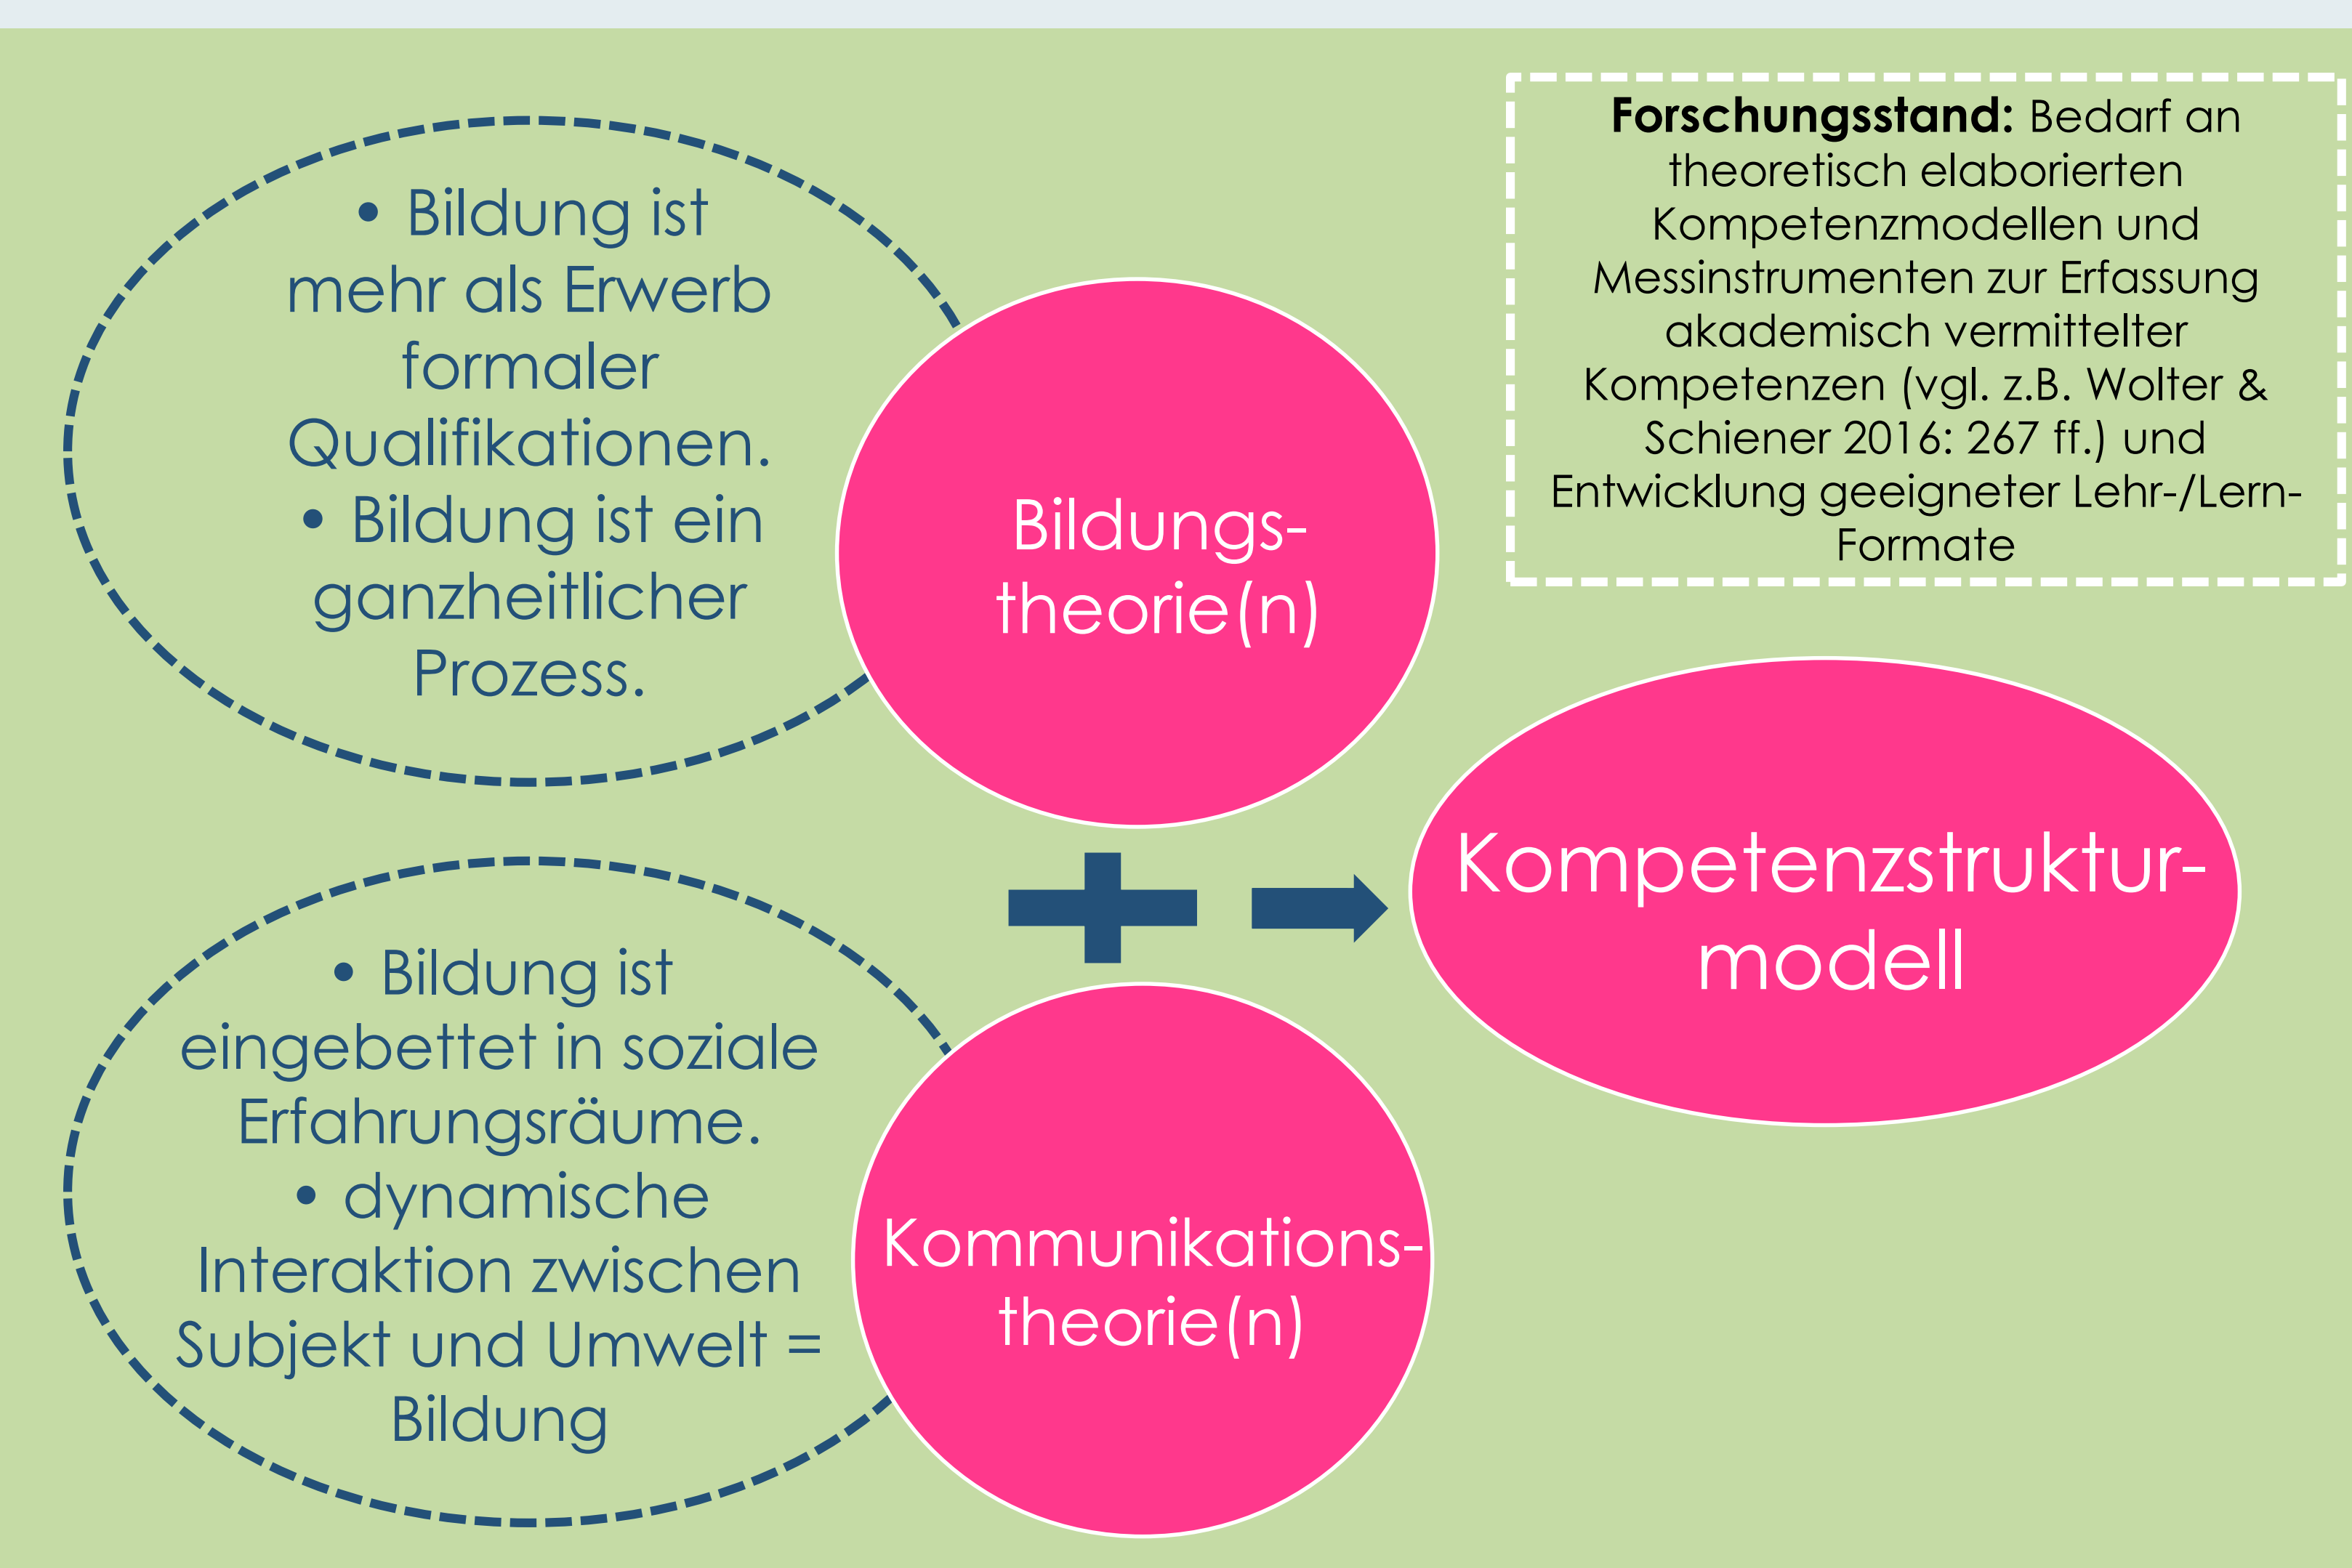 • Bildung ist
mehr als Erwerb
formaler
Qualifikationen.
• Bildung ist ein
ganzheitlicher
Prozess.
Bildungs-
theorie(n)
Forschungsstand: Bedarf an
theoretisch elaborierten
Kompetenzmodellen und
Messinstrumenten zur Erfassung
akademisch vermittelter
Kompetenzen (vgl. z.B. Wolter &
Schiener 2016: 267 ff.) und
Entwicklung geeigneter Lehr-/Lern-
Formate
• Bildung ist
eingebettet in soziale
Erfahrungsräume.
• dynamische
Interaktion zwischen
Subjekt und Umwelt =
Bildung
Kommunikations-
theorie(n)
Kompetenzstruktur-
modell